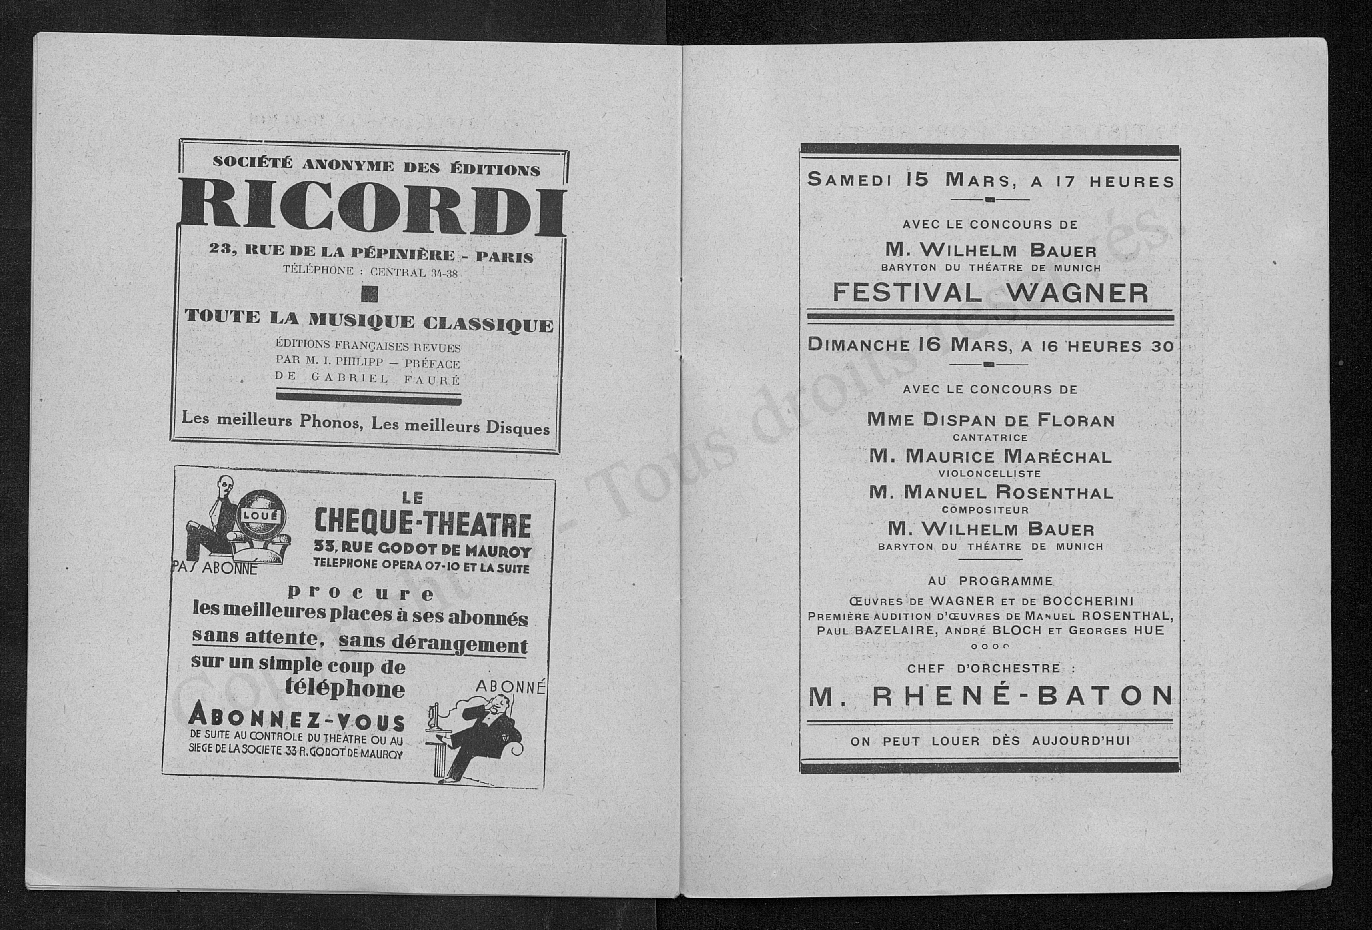 SOCIÉTÉ ANONYME DES ÉDITIONS
RICORDI
23, RUE DE LA PÉPINIÈRE - PARIS
TÉLÉPHONE : CENTRAL 34-38
TOUTE LA MUSIQUE CLASSIQUE
ÉDITIONS FRANÇAISES REVUES
PAR M. I. PHILIPP — PRÉFACE
DE GABRIEL FAURÉ
Les meilleurs Phonos, Les meilleurs Disques
LOUÉ
PAS ABONNÉ
LE
CHEQUE-THEATRE
33, RUE GODOT DE MAUROY
TELEPHONE OPERA 07-10 ET LA SUITE
procure
les meilleures places à ses abonnés
sans attente, sans dérangement
sur un simple coup de
téléphone
ABONNÉ
ABONNEZ-VOUS
DE SUITE AU CONTROLE DU THEATRE OU AU
SIEGE DE LA SOCIETE 33 R. GODOT DE MAUROY
SAMEDI 15 MARS, A 17 HEURES
AVEC LE CONCOURS DE
M. WILHELM BAUER
BARYTON DU THÉATRE DE MUNICH
FESTIVAL WAGNER
DIMANCHE 16 MARS, A 16 HEURES 30
AVEC LE CONCOURS DE
MME DISPAN DE FLORAN
CANTATRICE
M. MAURICE MARÉCHAL
VIOLONCELLISTE
M. MANUEL ROSENTHAL
COMPOSITEUR
M. WILHELM BAUER
BARYTON DU THÉATRE DE MUNICH
AU PROGRAMME
ŒUVRES DE WAGNER ET DE BOCCHERINI
PREMIÈRE AUDITION D'ŒUVRES DE MANUEL ROSENTHAL,
PAUL BAZELAIRE, ANDRÉ BLOCH ET GEORGES HUE
CHEF D'ORCHESTRE :
M. RHENÉ-BATON
ON PEUT LOUER DÈS AUJOURD'HUI
Copyright - Tous droits réservés